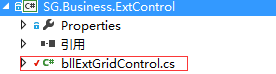 C# SG.Business.ExtControl
Properties
引用
C# bllExtGridControl.cs